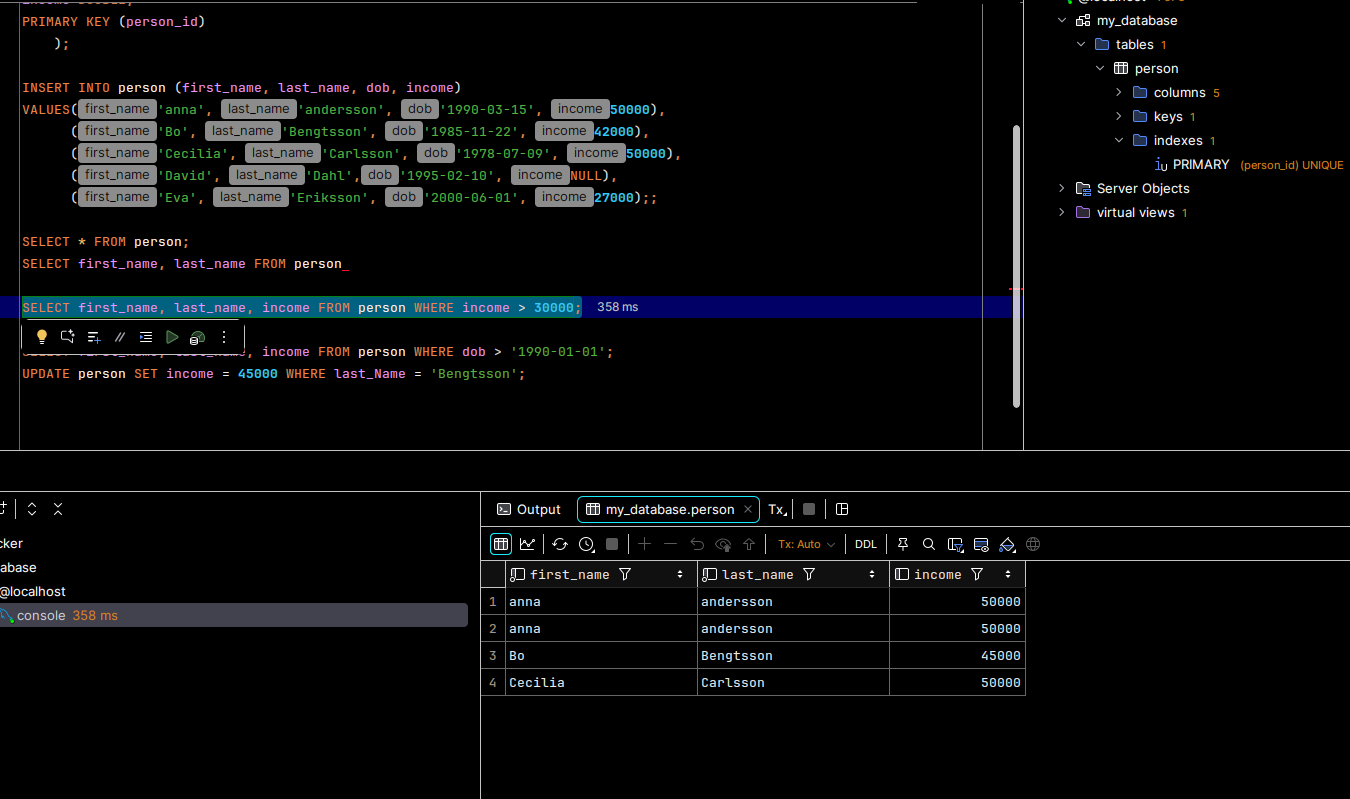 PRIMARY KEY (person_id)
);
INSERT INTO person (first_name, last_name, dob, income)
VALUES( first_name 'anna', last_name 'andersson', dob '1990-03-15', income 50000),
( first_name 'Bo', last_name 'Bengtsson', dob '1985-11-22', income 42000),
( first_name 'Cecilia', last_name 'Carlsson', dob '1978-07-09', income 50000),
( first_name 'David', last_name 'Dahl', dob '1995-02-10', income NULL),
( first_name 'Eva', last_name 'Eriksson', dob '2000-06-01', income 27000);;
SELECT * FROM person;
SELECT first_name, last_name FROM person
SELECT first_name, last_name, income FROM person WHERE income > 30000; 358 ms
income FROM person WHERE dob > '1990-01-01';
UPDATE person SET income = 45000 WHERE last_Name = 'Bengtsson';
@localhost
my_database
tables 1
person
columns 5
keys 1
indexes 1
PRIMARY (person_id) UNIQUE
Server Objects
virtual views 1
cker
abase
@localhost
console 358 ms
Output my_database.person Tx
Tx: Auto DDL
first_name last_name income
1 anna andersson 50000
2 anna andersson 50000
3 Bo Bengtsson 45000
4 Cecilia Carlsson 50000